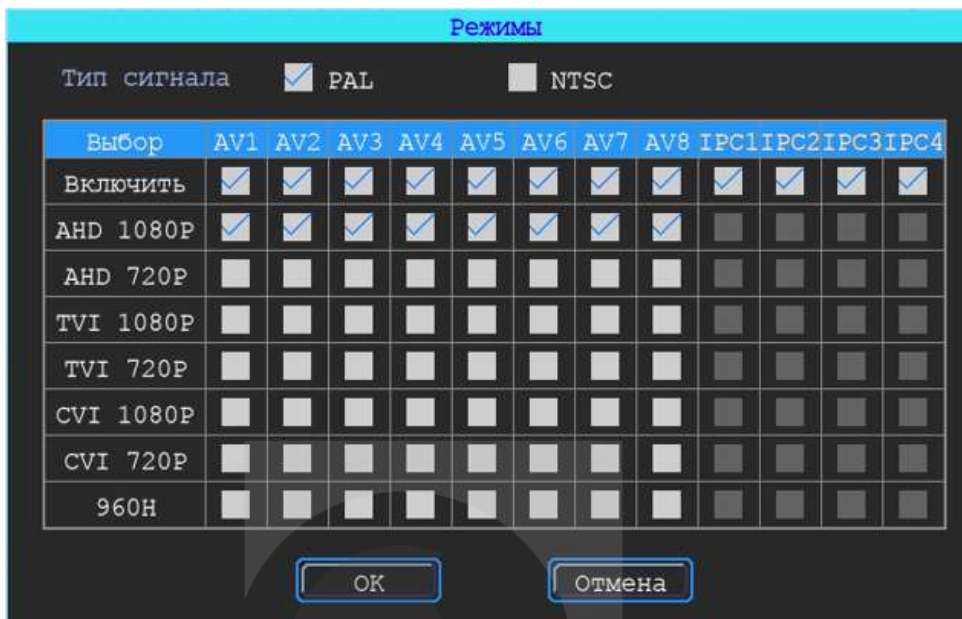 Режимы
Тип сигнала PAL NTSC
Выбор AV1 AV2 AV3 AV4 AV5 AV6 AV7 AV8 IPC1 IPC2 IPC3 IPC4
Включить
AHD 1080P
AHD 720P
TVI 1080P
TVI 720P
CVI 1080P
CVI 720P
960H
OK Отмена